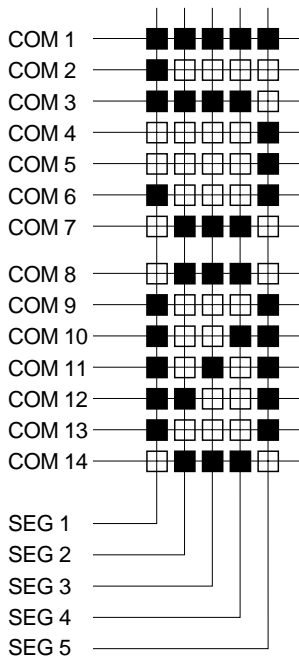 COM 1
COM 2
COM 3
COM 4
COM 5
COM 6
COM 7
COM 8
COM 9
COM 10
COM 11
COM 12
COM 13
COM 14
SEG 1
SEG 2
SEG 3
SEG 4
SEG 5